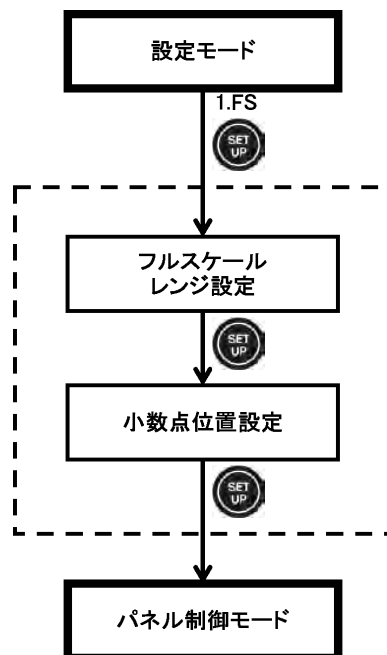 設定モード
1.FS
SET
UP
フルスケール
レンジ設定
SET
UP
小数点位置設定
SET
UP
パネル制御モード